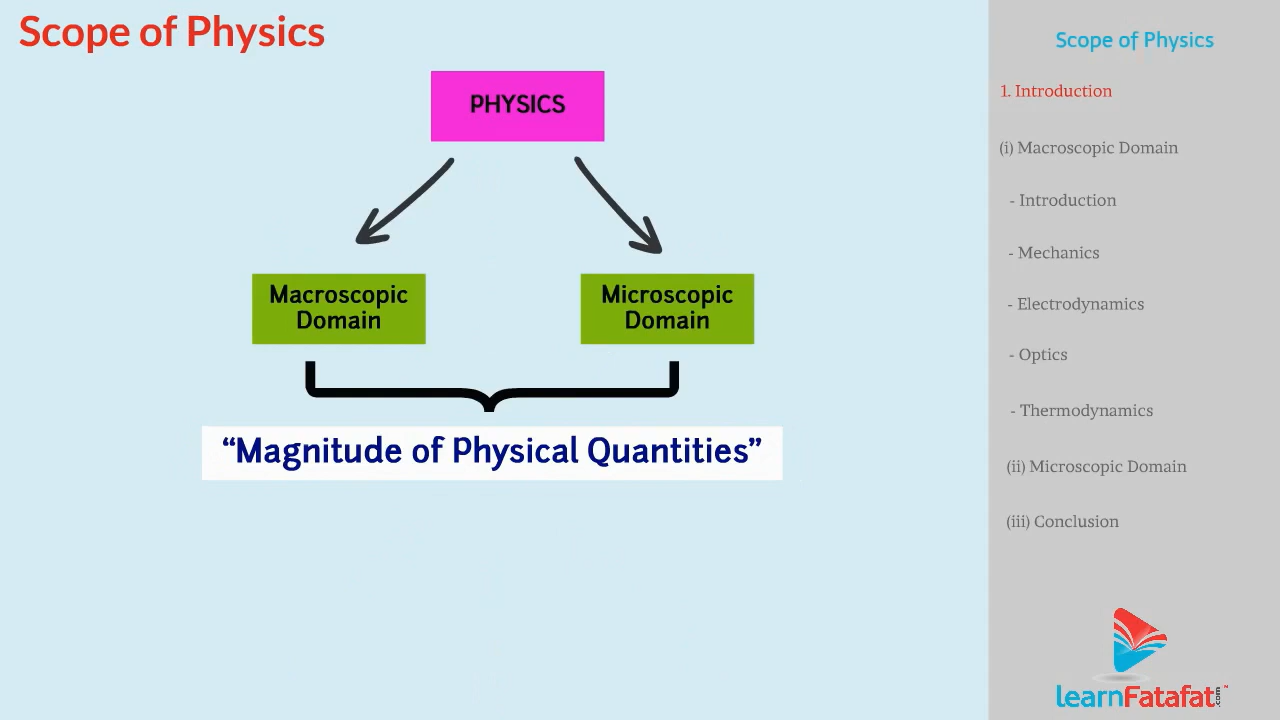 Scope of Physics
PHYSICS
Macroscopic
Domain
Microscopic
Domain
“Magnitude of Physical Quantities”
Scope of Physics
1. Introduction
(i) Macroscopic Domain
- Introduction
- Mechanics
- Electrodynamics
- Optics
- Thermodynamics
(ii) Microscopic Domain
(iii) Conclusion
learnFatafat.com™